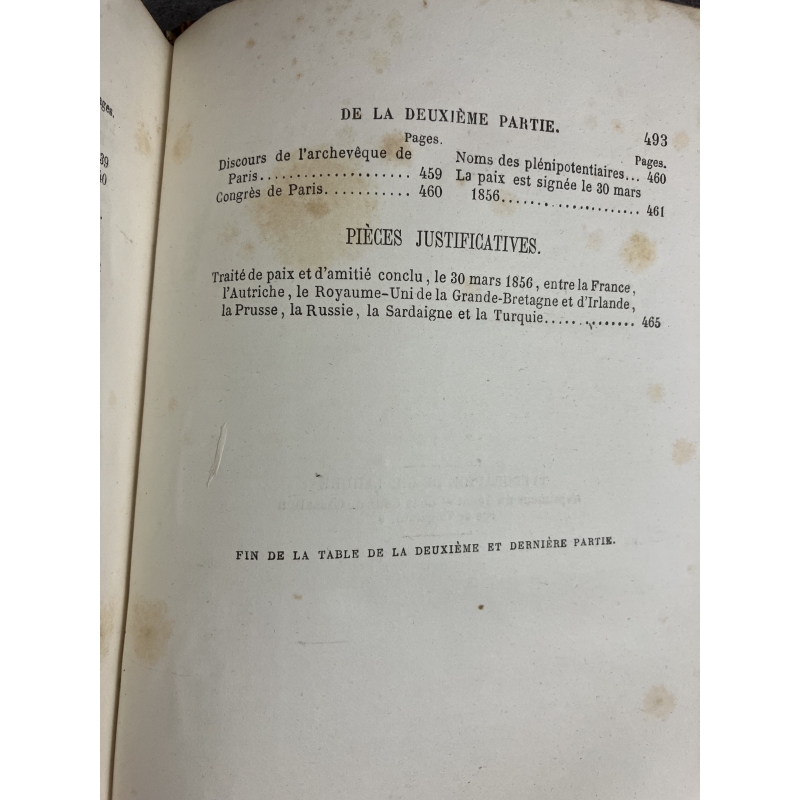 ages.
39
60
DE LA DEUXIÈME PARTIE. 493
Pages.
Discours de l'archevêque de
Paris.................... 459
Congrès de Paris........... 460
Pages.
Noms des plénipotentiaires... 460
La paix est signée le 30 mars
1856...................... 461
PIÈCES JUSTIFICATIVES.
Traité de paix et d'amitié conclu, le 30 mars 1856, entre la France,
l'Autriche, le Royaume-Uni de la Grande-Bretagne et d'Irlande,
la Prusse, la Russie, la Sardaigne et la Turquie.............. 465
FIN DE LA TABLE DE LA DEUXIÈME ET DERNIÈRE PARTIE.